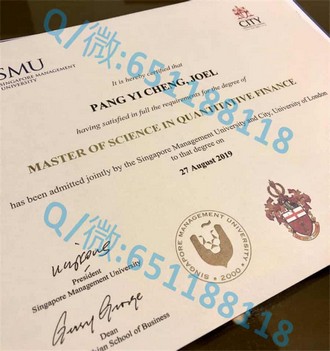 SMU
SINGAPORE MANAGEMENT
UNIVERSITY
CITY
It is hereby certified that
PANG YI CHENG, JOEL
having satisfied in full the requirements for the degree of
MASTER OF SCIENCE IN QUANTITATIVE FINANCE
has been admitted jointly by the Singapore Management University and City, University of London
to that degree on
27 August 2019
President
Singapore Management University
Dean
ian School of Business
SINGAPORE MANAGEMENT UNIVERSITY
2000
Q/微:651188118
Q/微:651188118